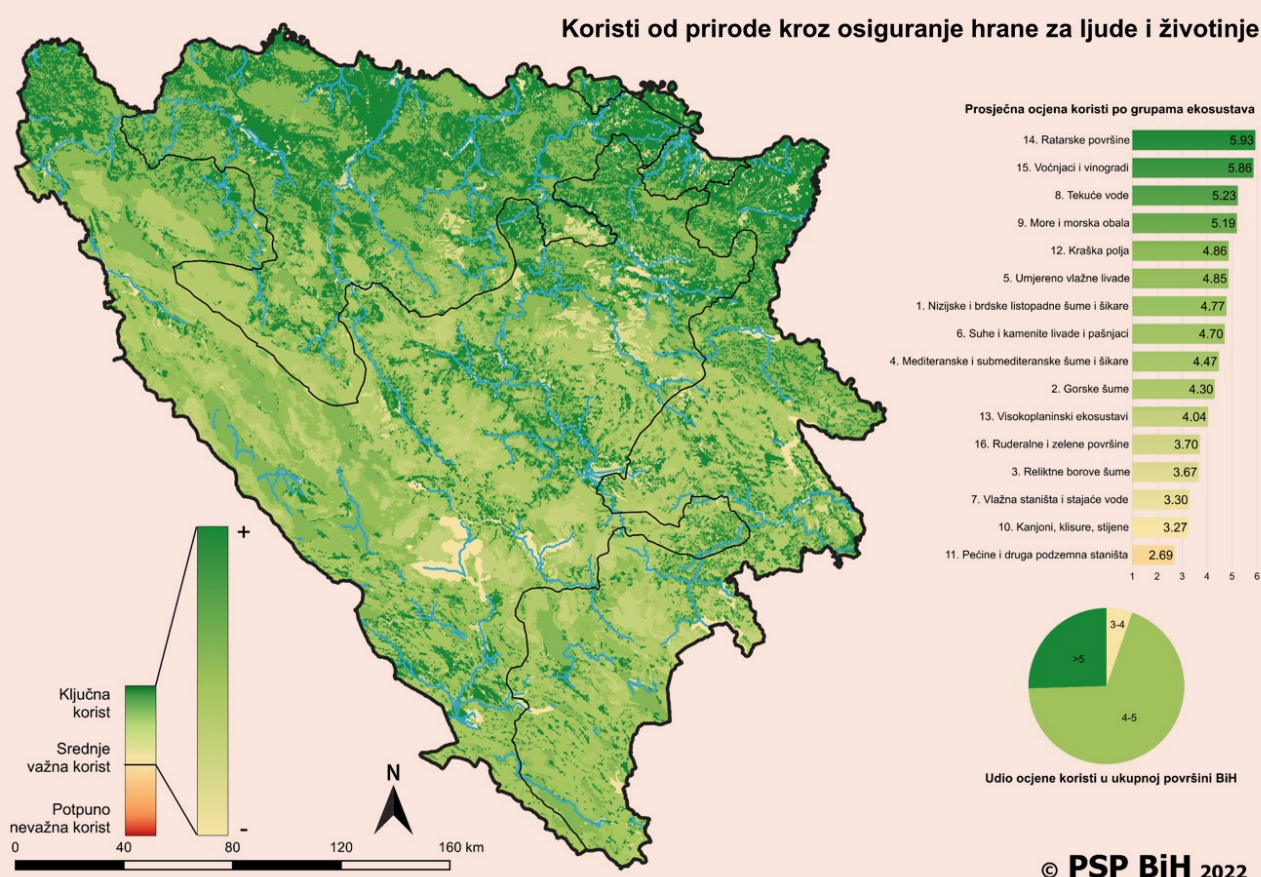 Koristi od prirode kroz osiguranje hrane za ljude i životinje
Prosječna ocjena koristi po grupama ekosustava
14. Ratarske površine 5.93
15. Voćnjaci i vinogradi 5.86
8. Tekuće vode 5.23
9. More i morska obala 5.19
12. Kraška polja 4.86
5. Umjereno vlažne livade 4.85
1. Nizijske i brdske listopadne šume i šikare 4.77
6. Suhe i kamenite livade i pašnjaci 4.70
4. Mediteranske i submediteranske šume i šikare 4.47
2. Gorske šume 4.30
13. Visokoplaninski ekosustavi 4.04
16. Ruderalne i zelene površine 3.70
3. Reliktne borove šume 3.67
7. Vlažna staništa i stajaće vode 3.30
10. Kanjoni, klisure, stijene 3.27
11. Pećine i druga podzemna staništa 2.69
1 2 3 4 5 6
3-4
>5
4-5
Udio ocjene koristi u ukupnoj površini BiH
+
Ključna
korist
Srednje
važna korist
Potpuno
nevažna korist
-
N
0 40 80 120 160 km
© PSP BiH 2022